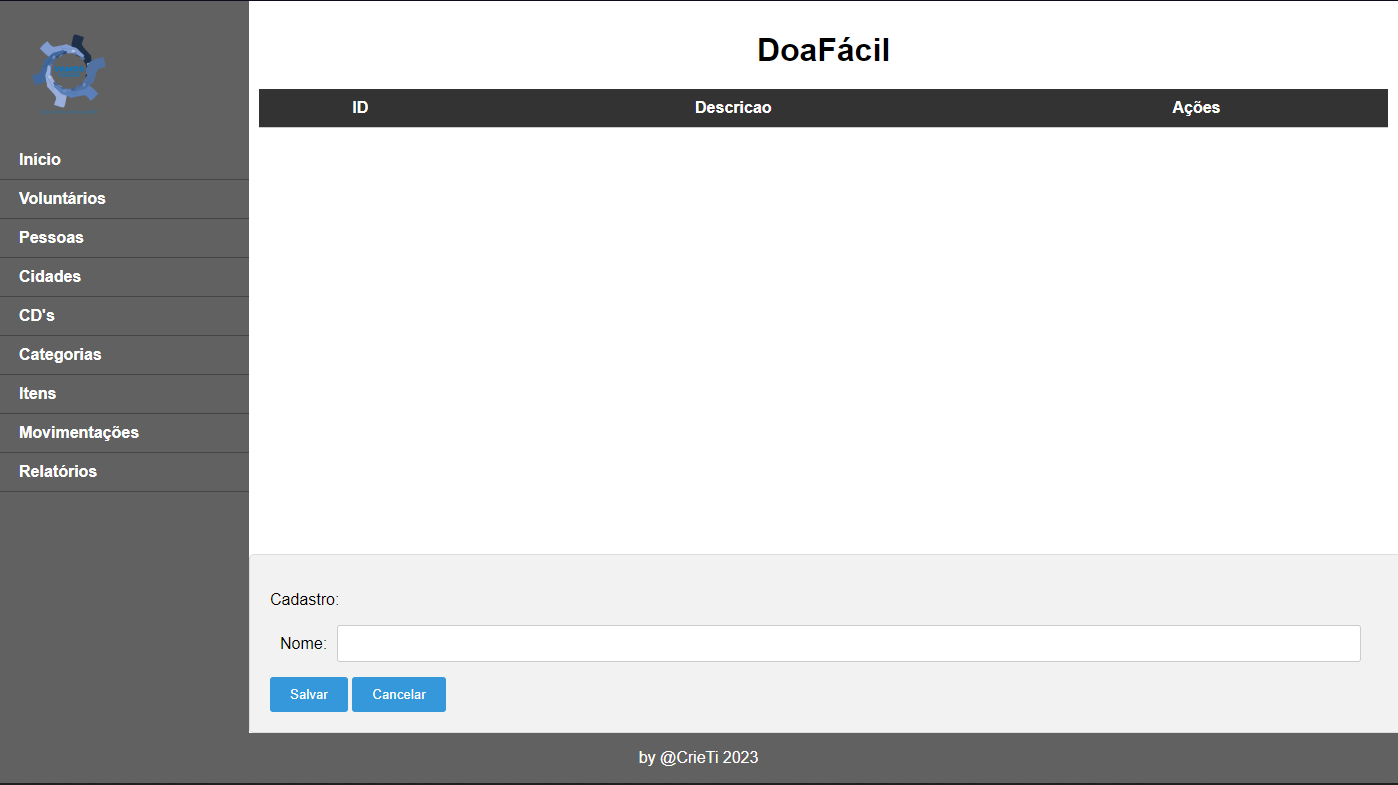 DoaFácil
ID Descricao Ações
Início
Voluntários
Pessoas
Cidades
CD's
Categorias
Itens
Movimentações
Relatórios
Cadastro:
Nome:
Salvar Cancelar
by @CrieTi 2023